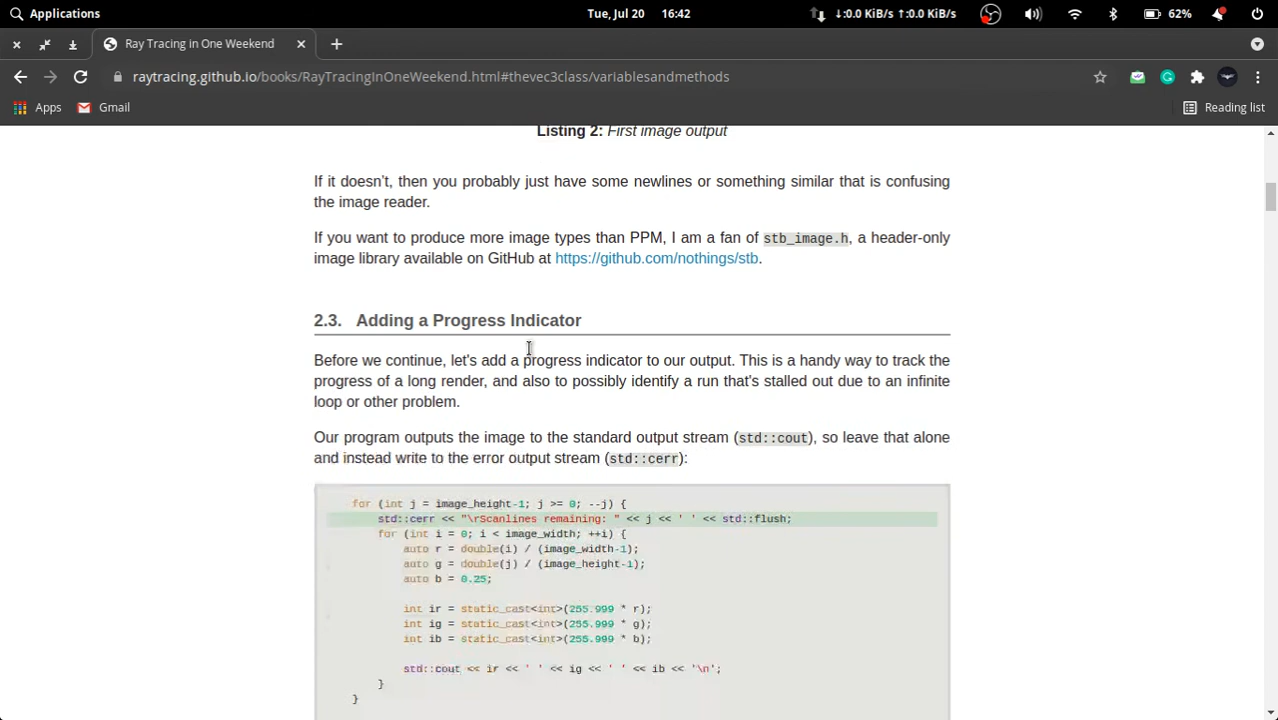 Applications
Tue, Jul 20 16:42
↓:0.0 KiB/s ↑:0.0 KiB/s
62%
Ray Tracing in One Weekend
raytracing.github.io/books/RayTracingInOneWeekend.html#thevec3class/variablesandmethods
Apps
Gmail
Reading list
Listing 2: First image output
If it doesn't, then you probably just have some newlines or something similar that is confusing
the image reader.
If you want to produce more image types than PPM, I am a fan of stb_image.h, a header-only
image library available on GitHub at https://github.com/nothings/stb.
2.3. Adding a Progress Indicator
Before we continue, let's add a progress indicator to our output. This is a handy way to track the
progress of a long render, and also to possibly identify a run that's stalled out due to an infinite
loop or other problem.
Our program outputs the image to the standard output stream (std::cout), so leave that alone
and instead write to the error output stream (std::cerr):
for (int j = image_height-1; j >= 0; --j) {
std::cerr << "\rScanlines remaining: " << j << ' ' << std::flush;
for (int i = 0; i < image_width; ++i) {
auto r = double(i) / (image_width-1);
auto g = double(j) / (image_height-1);
auto b = 0.25;
int ir = static_cast<int>(255.999 * r);
int ig = static_cast<int>(255.999 * g);
int ib = static_cast<int>(255.999 * b);
std::cout << ir << ' ' << ig << ' ' << ib << '\n';
}
}